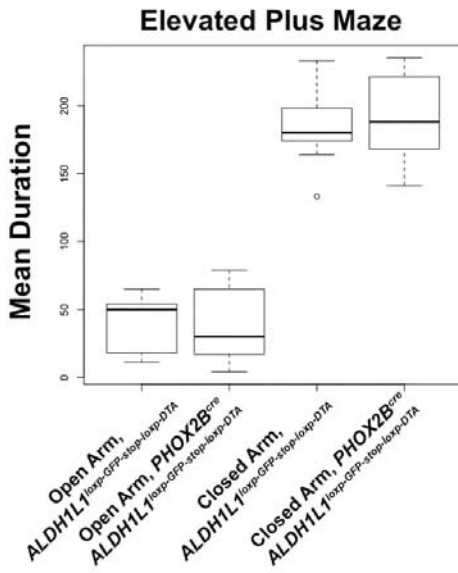 Elevated Plus Maze
Mean Duration
200
150
100
50
0
Open Arm,
ALDH1L1loxp-GFP-stop-loxp-DTA
Open Arm, PHOX2Bcre
ALDH1L1loxp-GFP-stop-loxp-DTA
Closed Arm,
ALDH1L1loxp-GFP-stop-loxp-DTA
Closed Arm, PHOX2Bcre
ALDH1L1loxp-GFP-stop-loxp-DTA